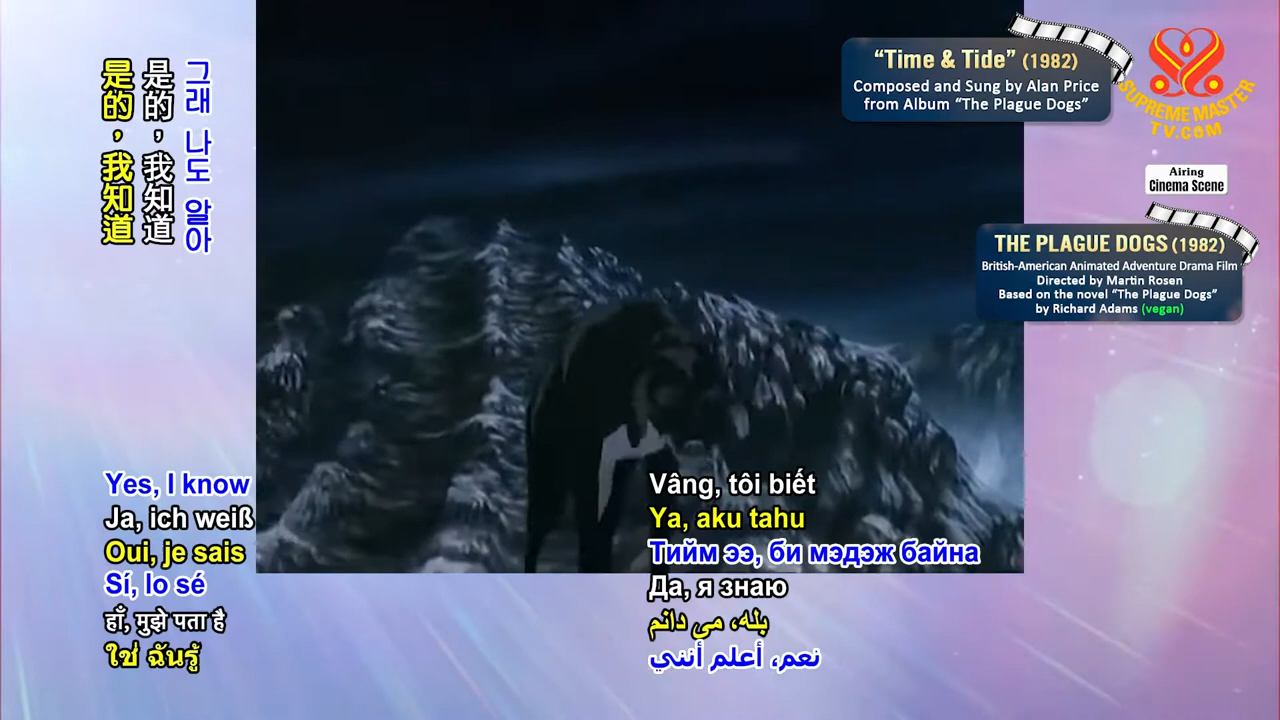 그래 나도 알아
是的，我知道
是的，我知道
“Time & Tide” (1982)
Composed and Sung by Alan Price
from Album “The Plague Dogs”
SUPREME MASTER
TV.COM
Airing
Cinema Scene
THE PLAGUE DOGS (1982)
British-American Animated Adventure Drama Film
Directed by Martin Rosen
Based on the novel “The Plague Dogs”
by Richard Adams (vegan)
Yes, I know
Ja, ich weiß
Oui, je sais
Sí, lo sé
हाँ, मुझे पता है
ใช่ ฉันรู้
Vâng, tôi biết
Ya, aku tahu
Тийм ээ, би мэдэж байна
Да, я знаю
بله، می دانم
نعم، أعلم أنني